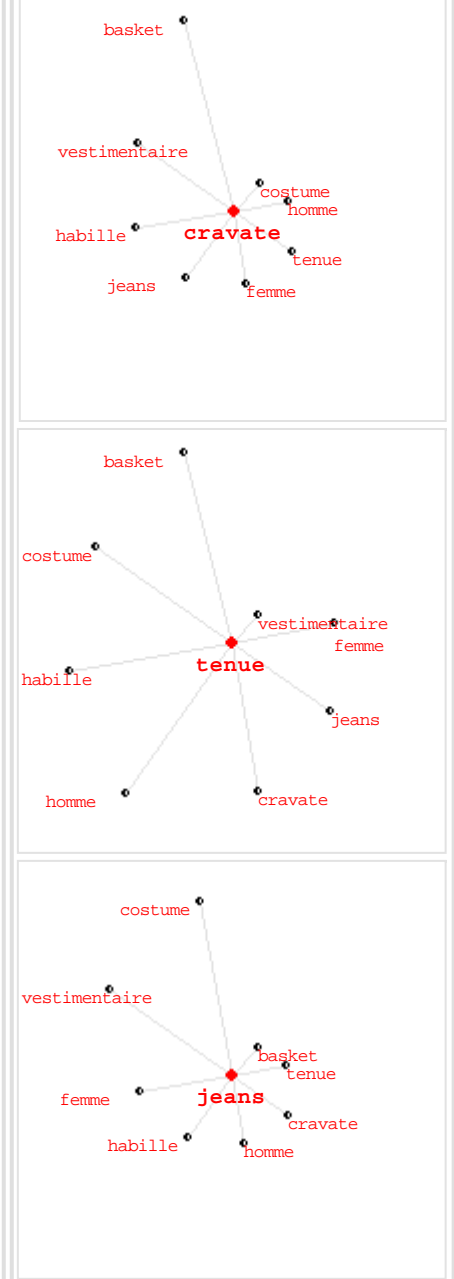 basket
vestimentaire
costume
homme
cravate
habille
tenue
jeans
femme
basket
costume
vestimentaire
femme
tenue
habille
jeans
homme
cravate
costume
vestimentaire
basket
tenue
jeans
femme
cravate
habille
homme